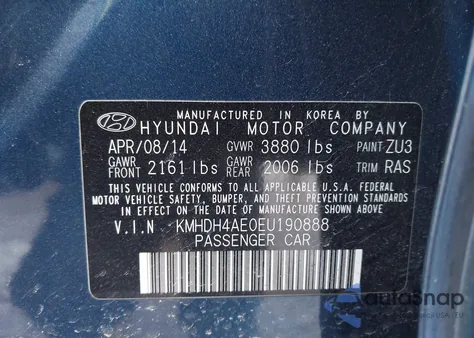 MANUFACTURED IN KOREA BY
HYUNDAI MOTOR COMPANY
APR/08/14 GVWR 3880 lbs PAINT ZU3
GAWR FRONT 2161 lbs GAWR REAR 2006 lbs TRIM RAS
THIS VEHICLE CONFORMS TO ALL APPLICABLE U.S.A. FEDERAL
MOTOR VEHICLE SAFETY, BUMPER, AND THEFT PREVENTION STANDARDS
IN EFFECT ON THE DATE OF MANUFACTURE SHOWN ABOVE.
V.I.N KMHDH4AE0EU190888
PASSENGER CAR
autoSnap